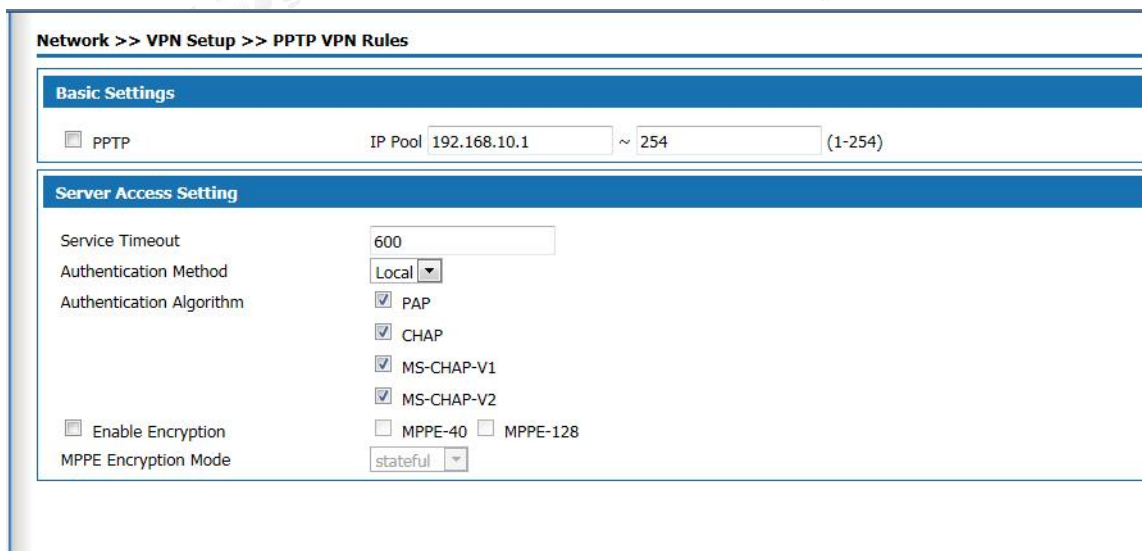 Network >> VPN Setup >> PPTP VPN Rules
Basic Settings
PPTP IP Pool 192.168.10.1 ~ 254 (1-254)
Server Access Setting
Service Timeout 600
Authentication Method Local
Authentication Algorithm PAP
CHAP
MS-CHAP-V1
MS-CHAP-V2
Enable Encryption MPPE-40 MPPE-128
MPPE Encryption Mode stateful